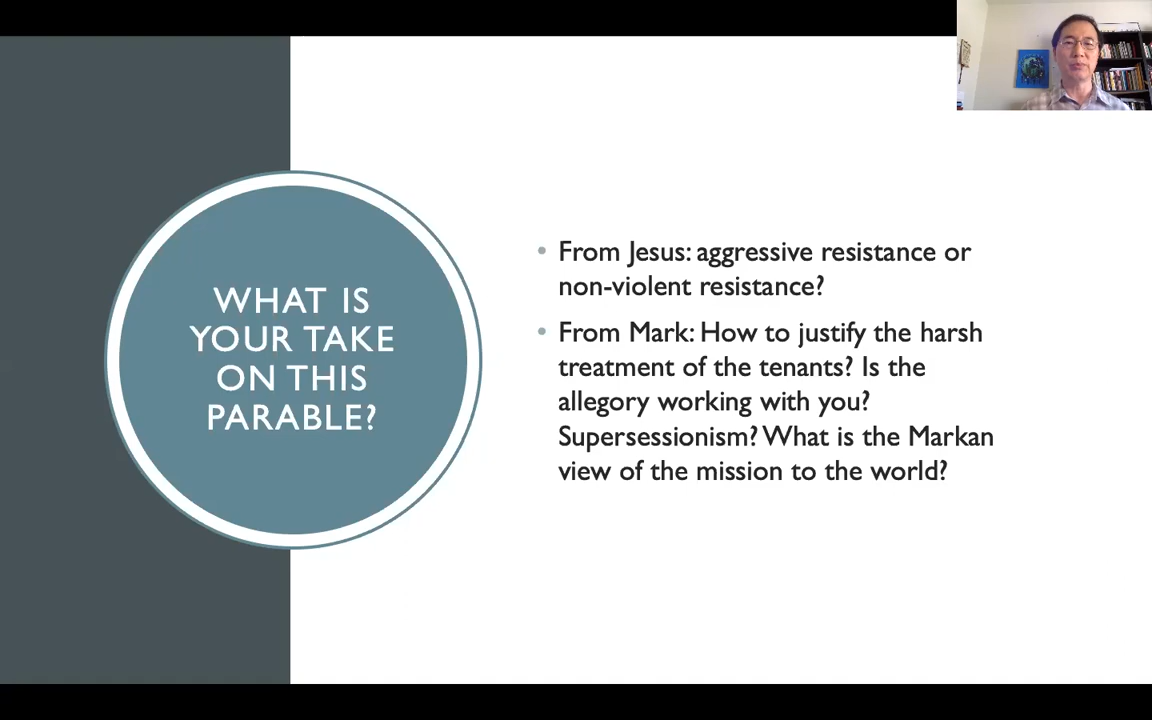 WHAT IS
YOUR TAKE
ON THIS
PARABLE?
• From Jesus: aggressive resistance or
non-violent resistance?
• From Mark: How to justify the harsh
treatment of the tenants? Is the
allegory working with you?
Supersessionism? What is the Markan
view of the mission to the world?